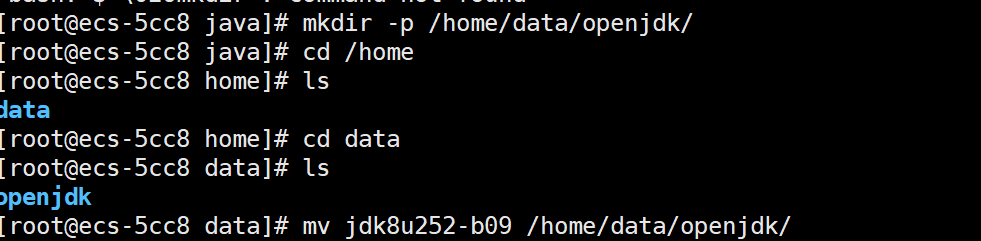 [root@ecs-5cc8 java]# mkdir -p /home/data/openjdk/
[root@ecs-5cc8 java]# cd /home
[root@ecs-5cc8 home]# ls
data
[root@ecs-5cc8 home]# cd data
[root@ecs-5cc8 data]# ls
openjdk
[root@ecs-5cc8 data]# mv jdk8u252-b09 /home/data/openjdk/